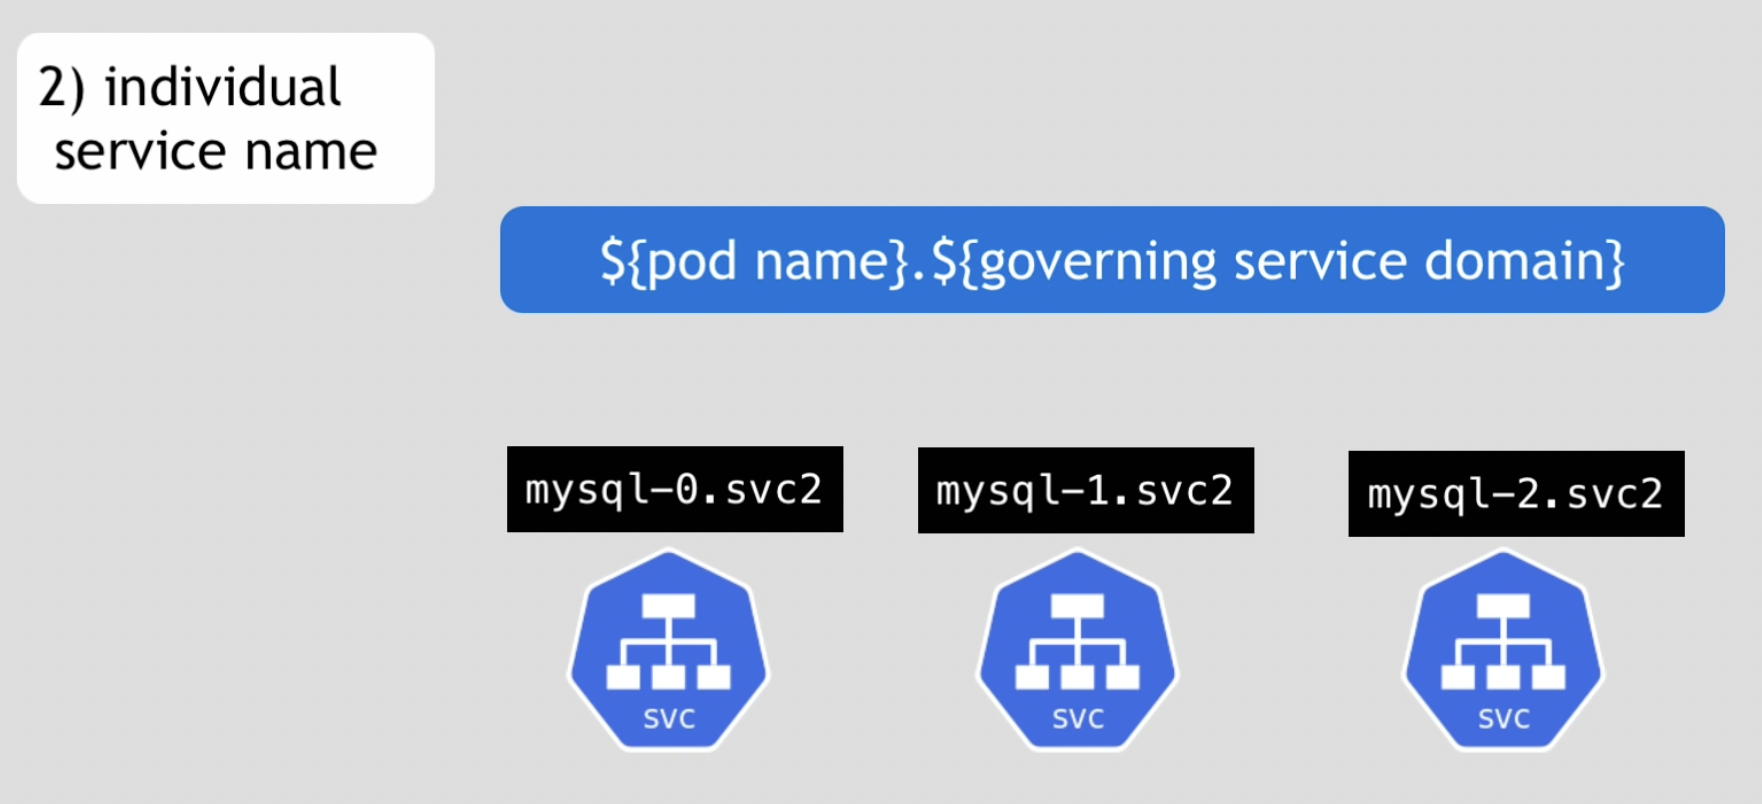 2) individual
service name
${pod name}.${governing service domain}
mysql-0.svc2
mysql-1.svc2
mysql-2.svc2
svc
svc
svc